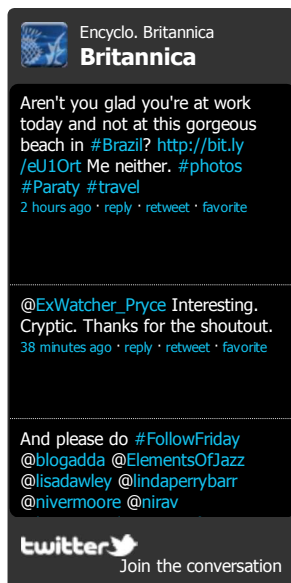 Encyclo. Britannica
Britannica
Aren't you glad you're at work
today and not at this gorgeous
beach in #Brazil? http://bit.ly
/eU1Ort Me neither. #photos
#Paraty #travel
2 hours ago · reply · retweet · favorite
@ExWatcher_Pryce Interesting.
Cryptic. Thanks for the shoutout.
38 minutes ago · reply · retweet · favorite
And please do #FollowFriday
@blogadda @ElementsOfJazz
@lisadawley @lindaperrybarr
@nivermoore @nirav
twitter
Join the conversation